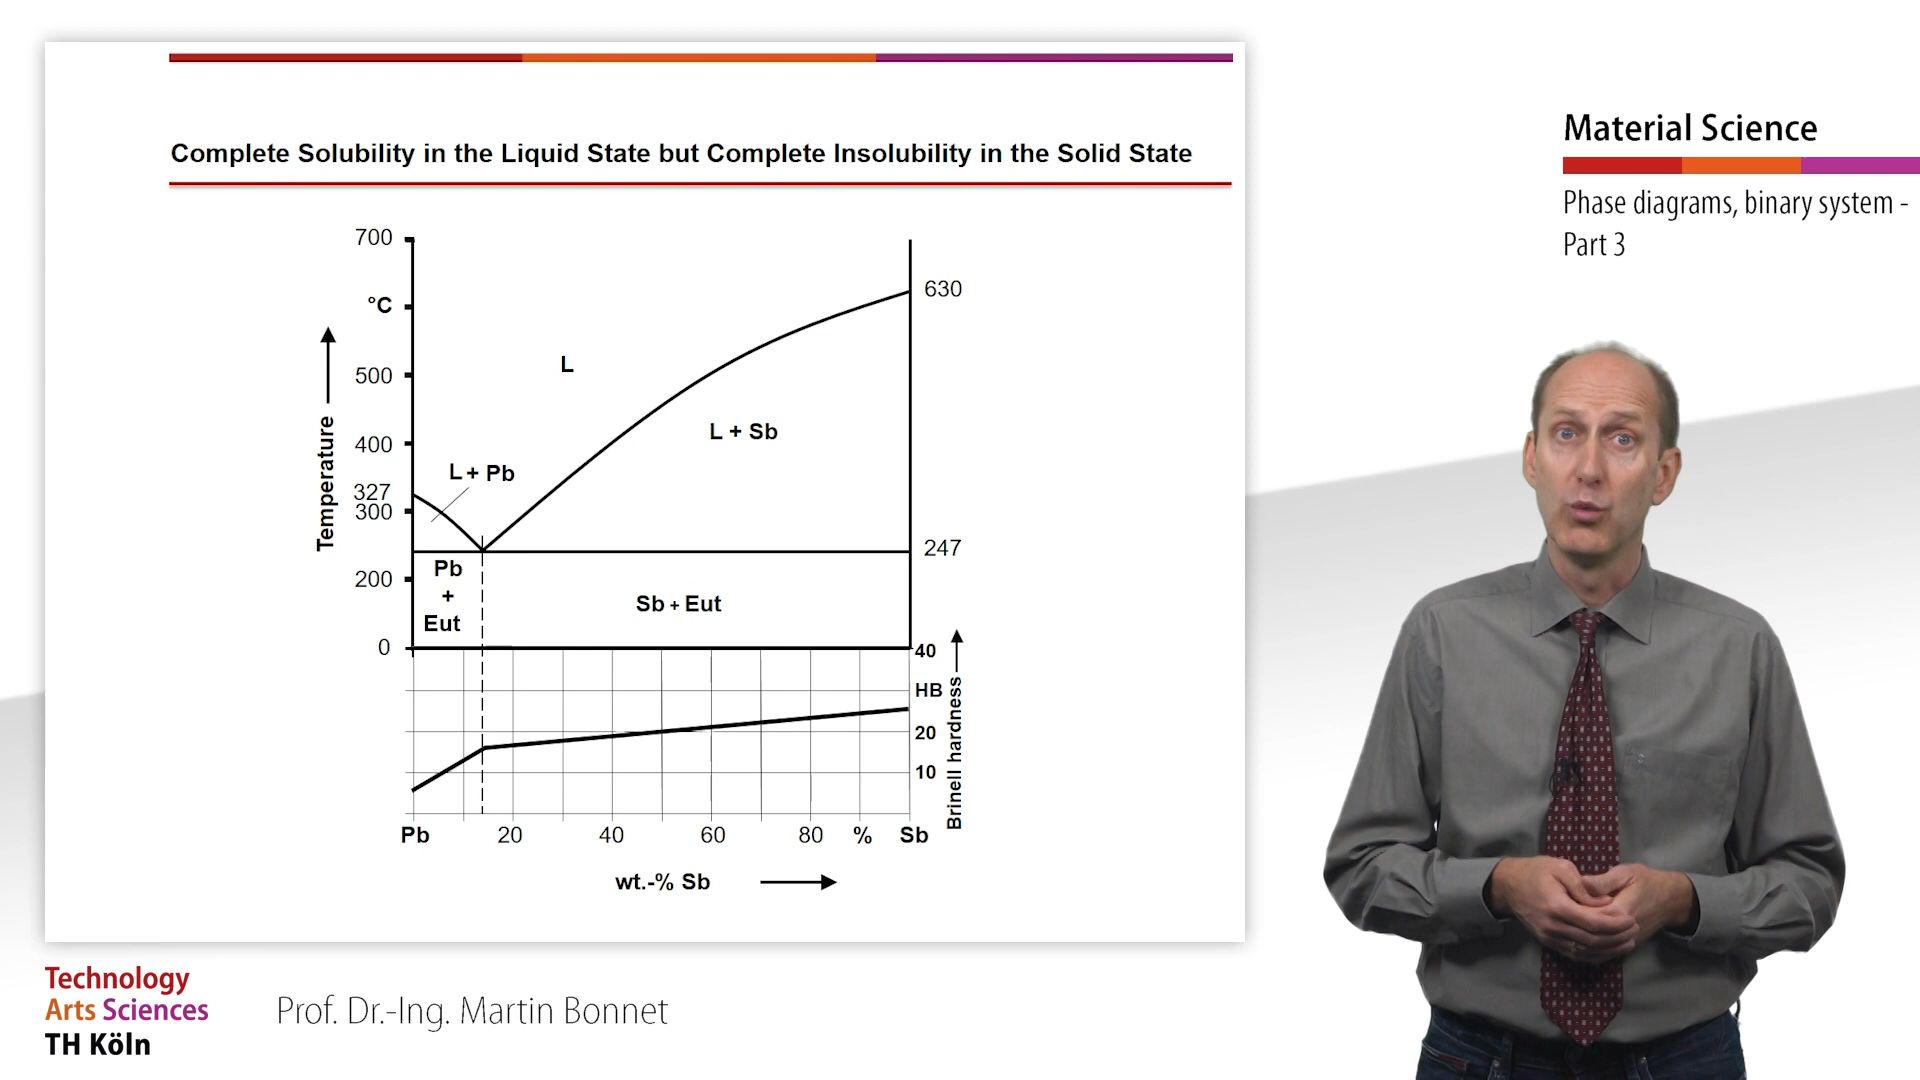 Complete Solubility in the Liquid State but Complete Insolubility in the Solid State
700
°C
500
400
327
300
200
0
Temperature
L
L + Sb
L + Pb
Pb
+
Eut
Sb + Eut
630
247
40
HB
20
10
Brinell hardness
Pb
20
40
60
80
%
Sb
wt.-% Sb
Material Science
Phase diagrams, binary system -
Part 3
Technology
Arts Sciences
TH Köln
Prof. Dr.-Ing. Martin Bonnet